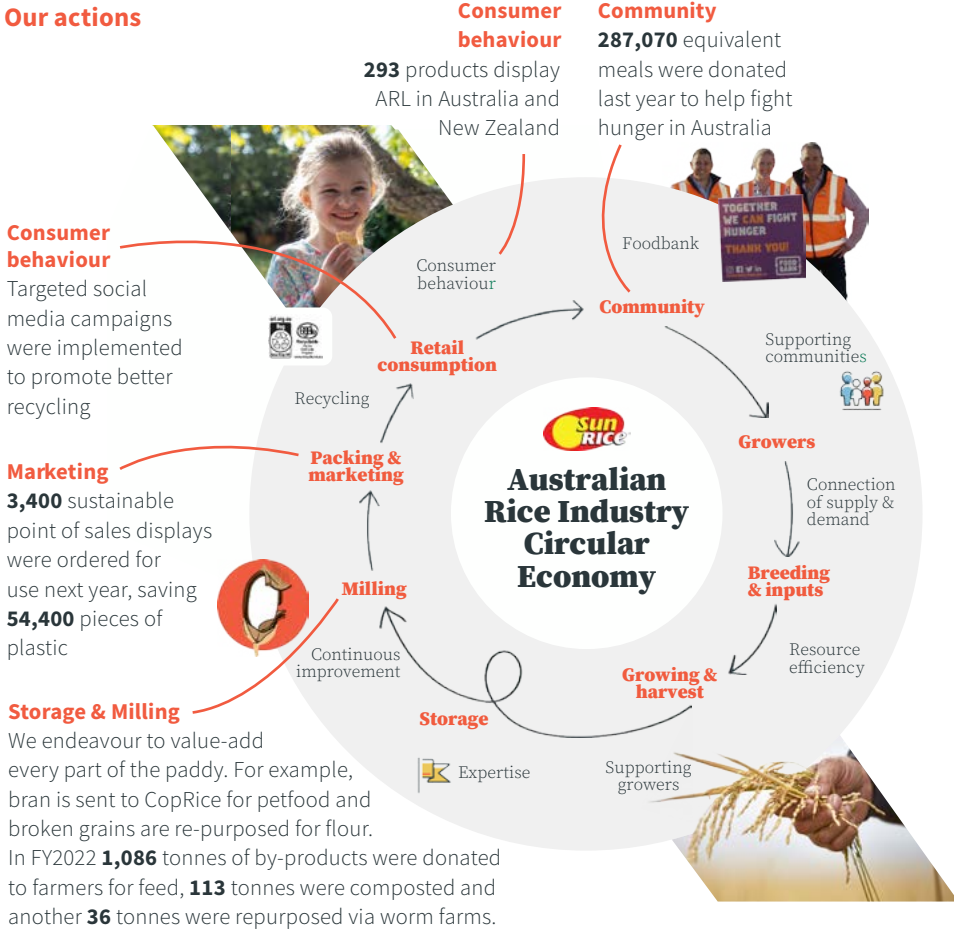 Our actions
Consumer
behaviour
293 products display
ARL in Australia and
New Zealand
Community
287,070 equivalent
meals were donated
last year to help fight
hunger in Australia
Consumer
behaviour
Targeted social
media campaigns
were implemented
to promote better
recycling
Marketing
3,400 sustainable
point of sales displays
were ordered for
use next year, saving
54,400 pieces of
plastic
Storage & Milling
We endeavour to value-add
every part of the paddy. For example,
bran is sent to CopRice for petfood and
broken grains are re-purposed for flour.
In FY2022 1,086 tonnes of by-products were donated
to farmers for feed, 113 tonnes were composted and
another 36 tonnes were repurposed via worm farms.
Consumer
behaviour
Foodbank
TOGETHER
WE CAN FIGHT
HUNGER
THANK YOU!
FOOD
BANK
Community
Supporting
communities
Growers
Connection
of supply &
demand
Breeding
& inputs
Resource
efficiency
Growing &
harvest
Supporting
growers
Storage
Expertise
Continuous
improvement
Milling
Packing &
marketing
Recycling
Retail
consumption
Sun
RICE
Australian
Rice Industry
Circular
Economy